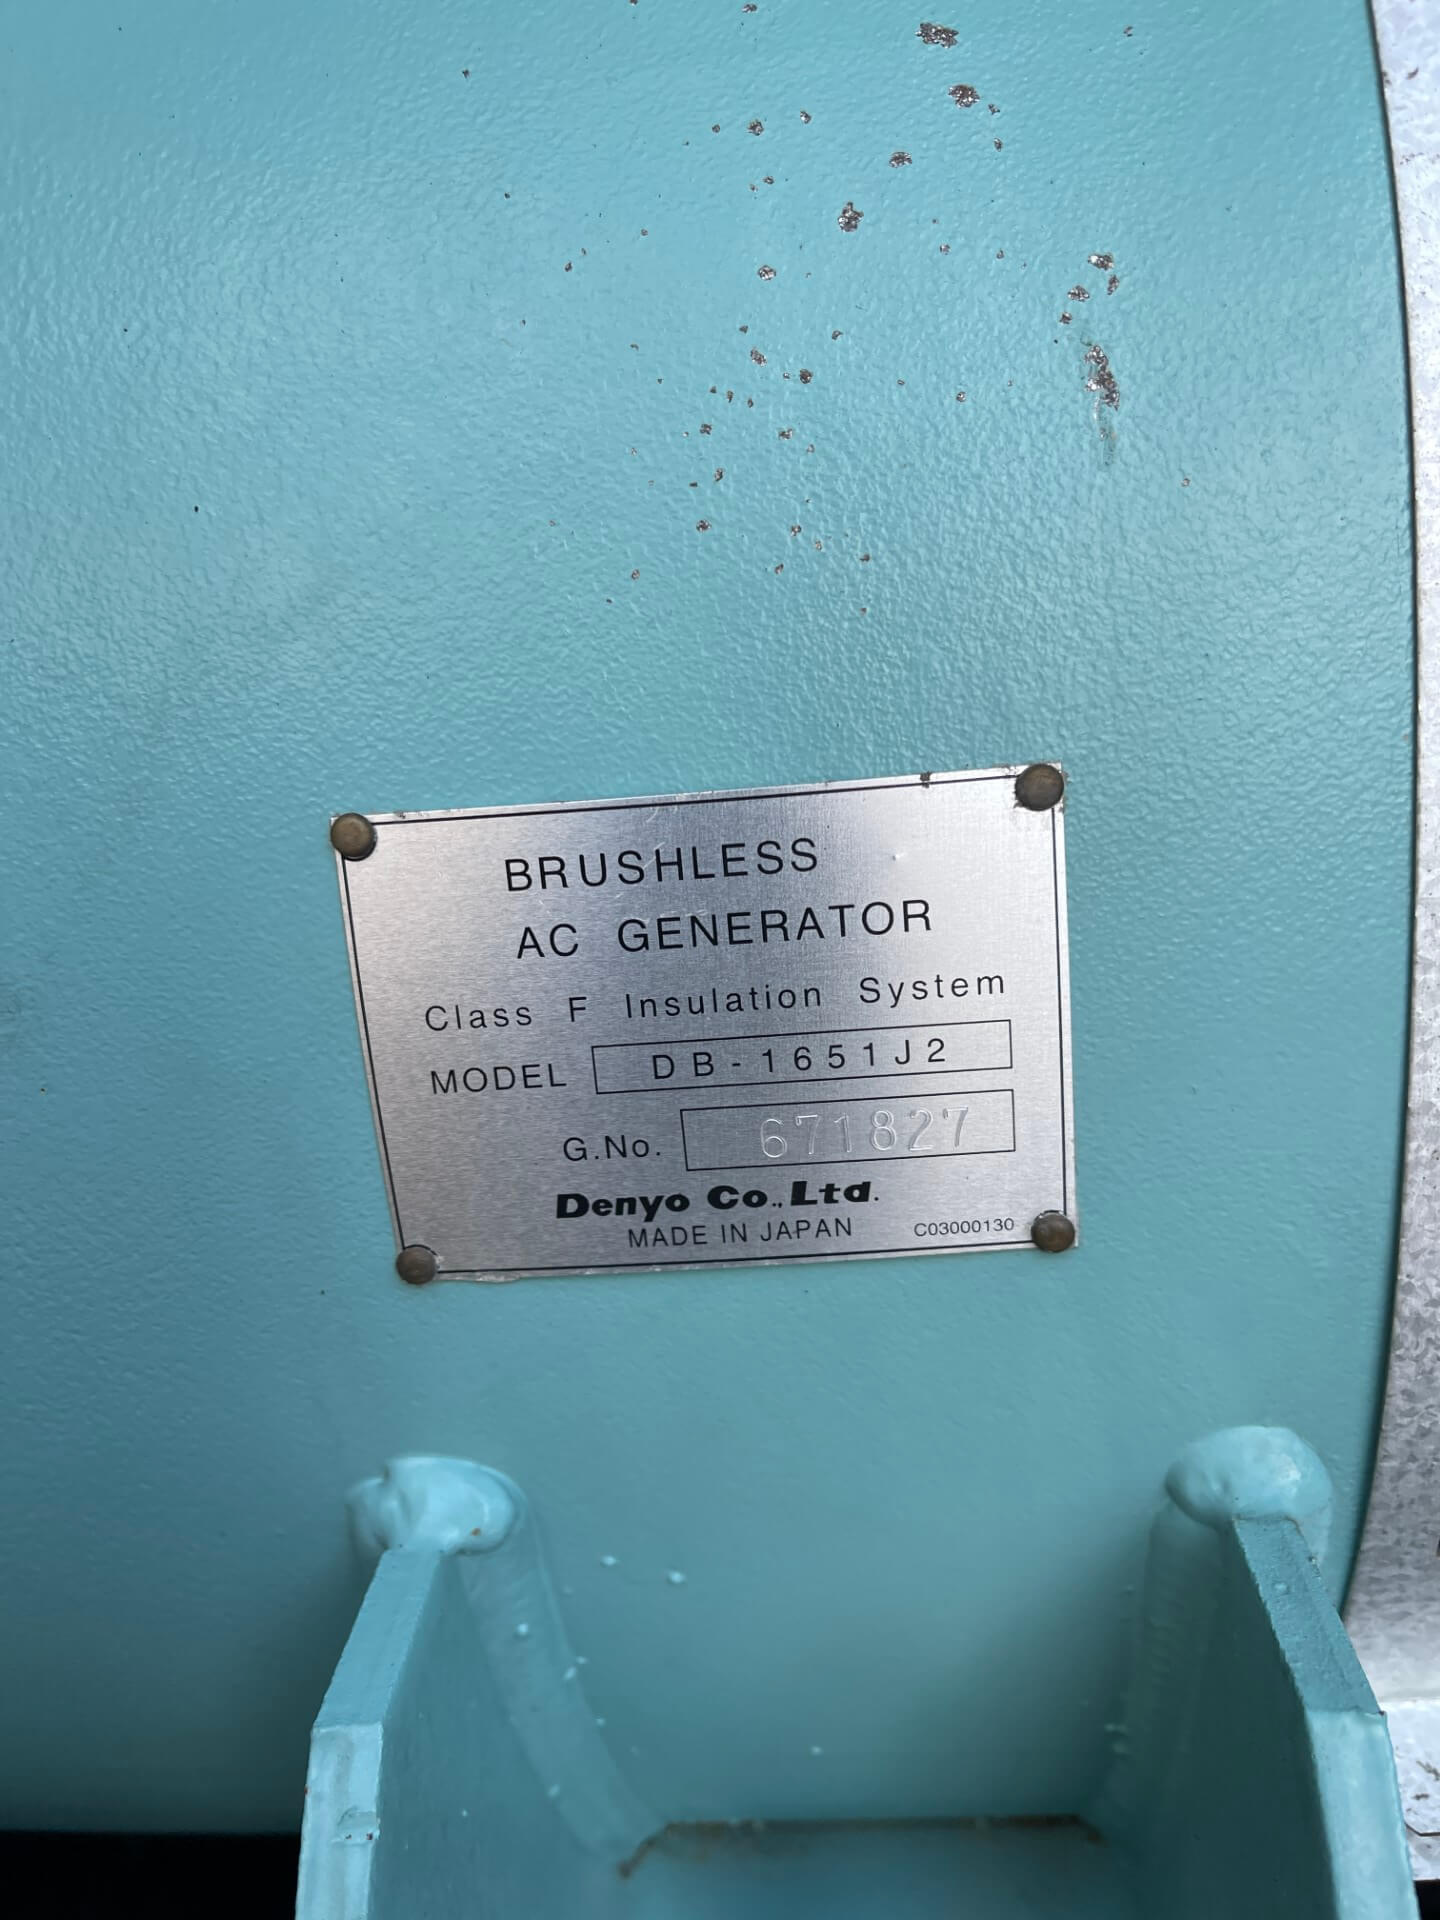 BRUSHLESS
AC GENERATOR
Class F Insulation System
MODEL DB-1651J2
G.No. 671827
Denyo Co.,Ltd.
MADE IN JAPAN C03000130